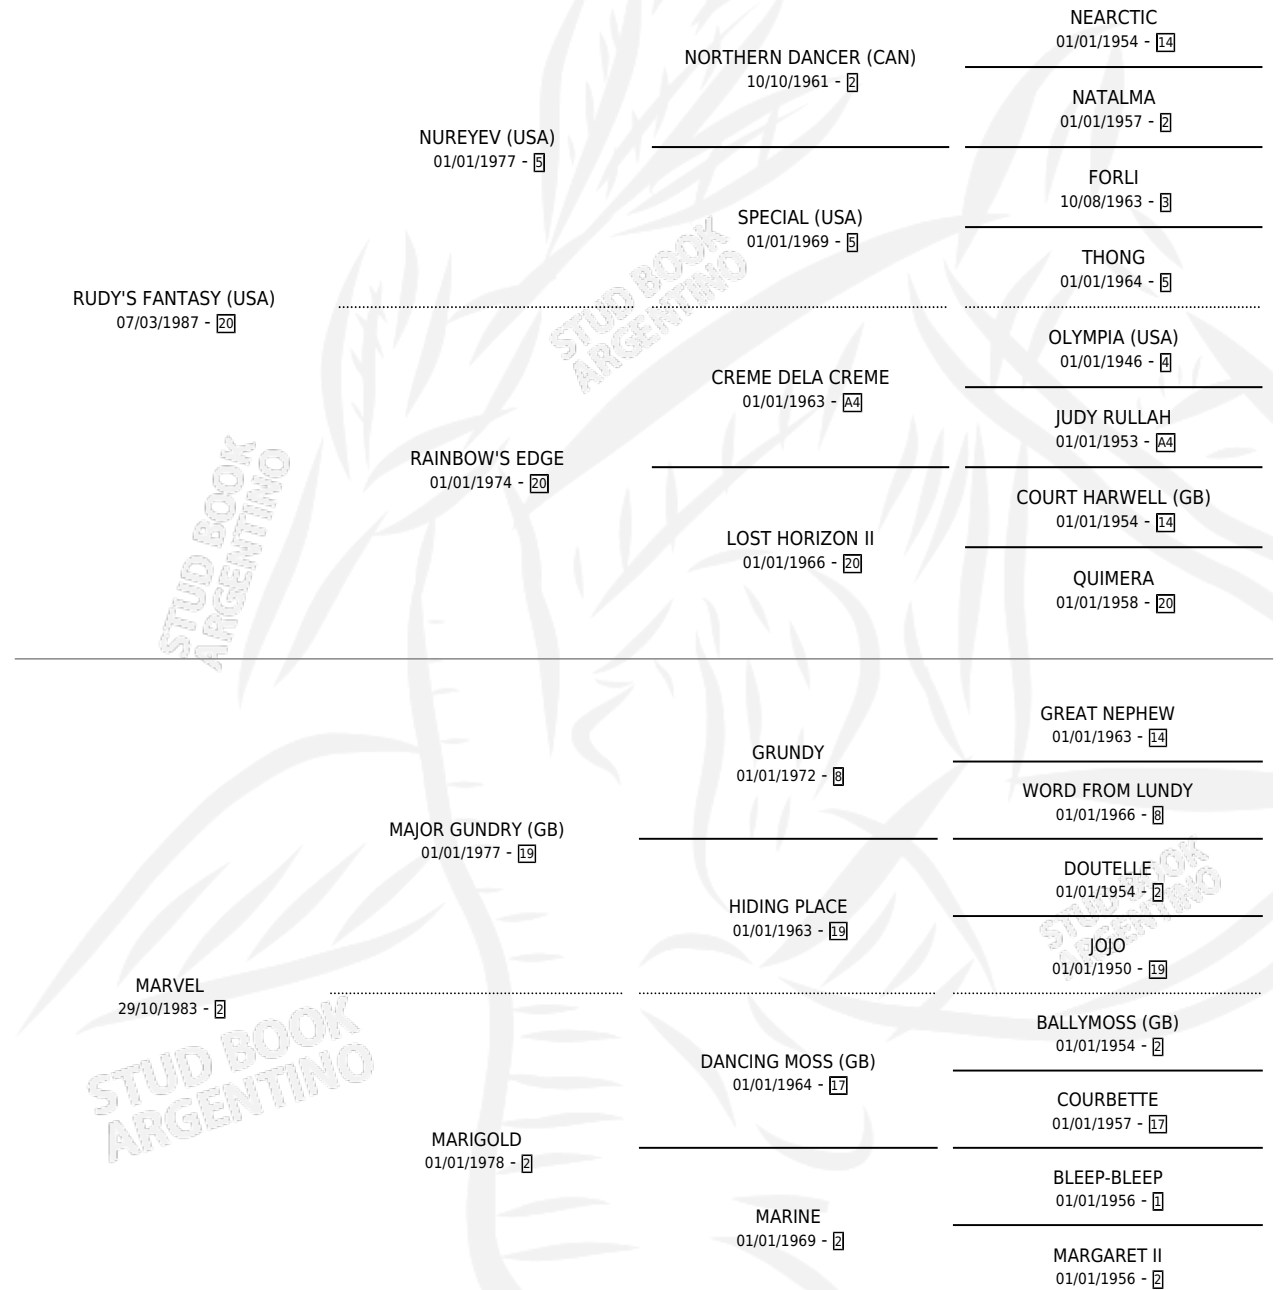 NEARCTIC
01/01/1954 - 14
NORTHERN DANCER (CAN)
10/10/1961 - 2
NATALMA
01/01/1957 - 2
NUREYEV (USA)
01/01/1977 - 5
FORLI
10/08/1963 - 3
SPECIAL (USA)
01/01/1969 - 5
THONG
01/01/1964 - 5
RUDY'S FANTASY (USA)
07/03/1987 - 20
OLYMPIA (USA)
01/01/1946 - 4
CREME DELA CREME
01/01/1963 - A4
JUDY RULLAH
01/01/1953 - A4
RAINBOW'S EDGE
01/01/1974 - 20
COURT HARWELL (GB)
01/01/1954 - 14
LOST HORIZON II
01/01/1966 - 20
QUIMERA
01/01/1958 - 20
STUD BOOK
ARGENTINO
STUD BOOK
ARGENTINO
GREAT NEPHEW
01/01/1963 - 14
GRUNDY
01/01/1972 - 8
WORD FROM LUNDY
01/01/1966 - 8
MAJOR GUNDRY (GB)
01/01/1977 - 19
DOUTELLE
01/01/1954 - 2
HIDING PLACE
01/01/1963 - 19
JOJO
01/01/1950 - 19
MARVEL
29/10/1983 - 2
BALLYMOSS (GB)
01/01/1954 - 2
DANCING MOSS (GB)
01/01/1964 - 17
COURBETTE
01/01/1957 - 17
MARIGOLD
01/01/1978 - 2
BLEEP-BLEEP
01/01/1956 - 1
MARINE
01/01/1969 - 2
MARGARET II
01/01/1956 - 2
STUD BOOK
ARGENTINO
STUD BOOK
ARGENTINO